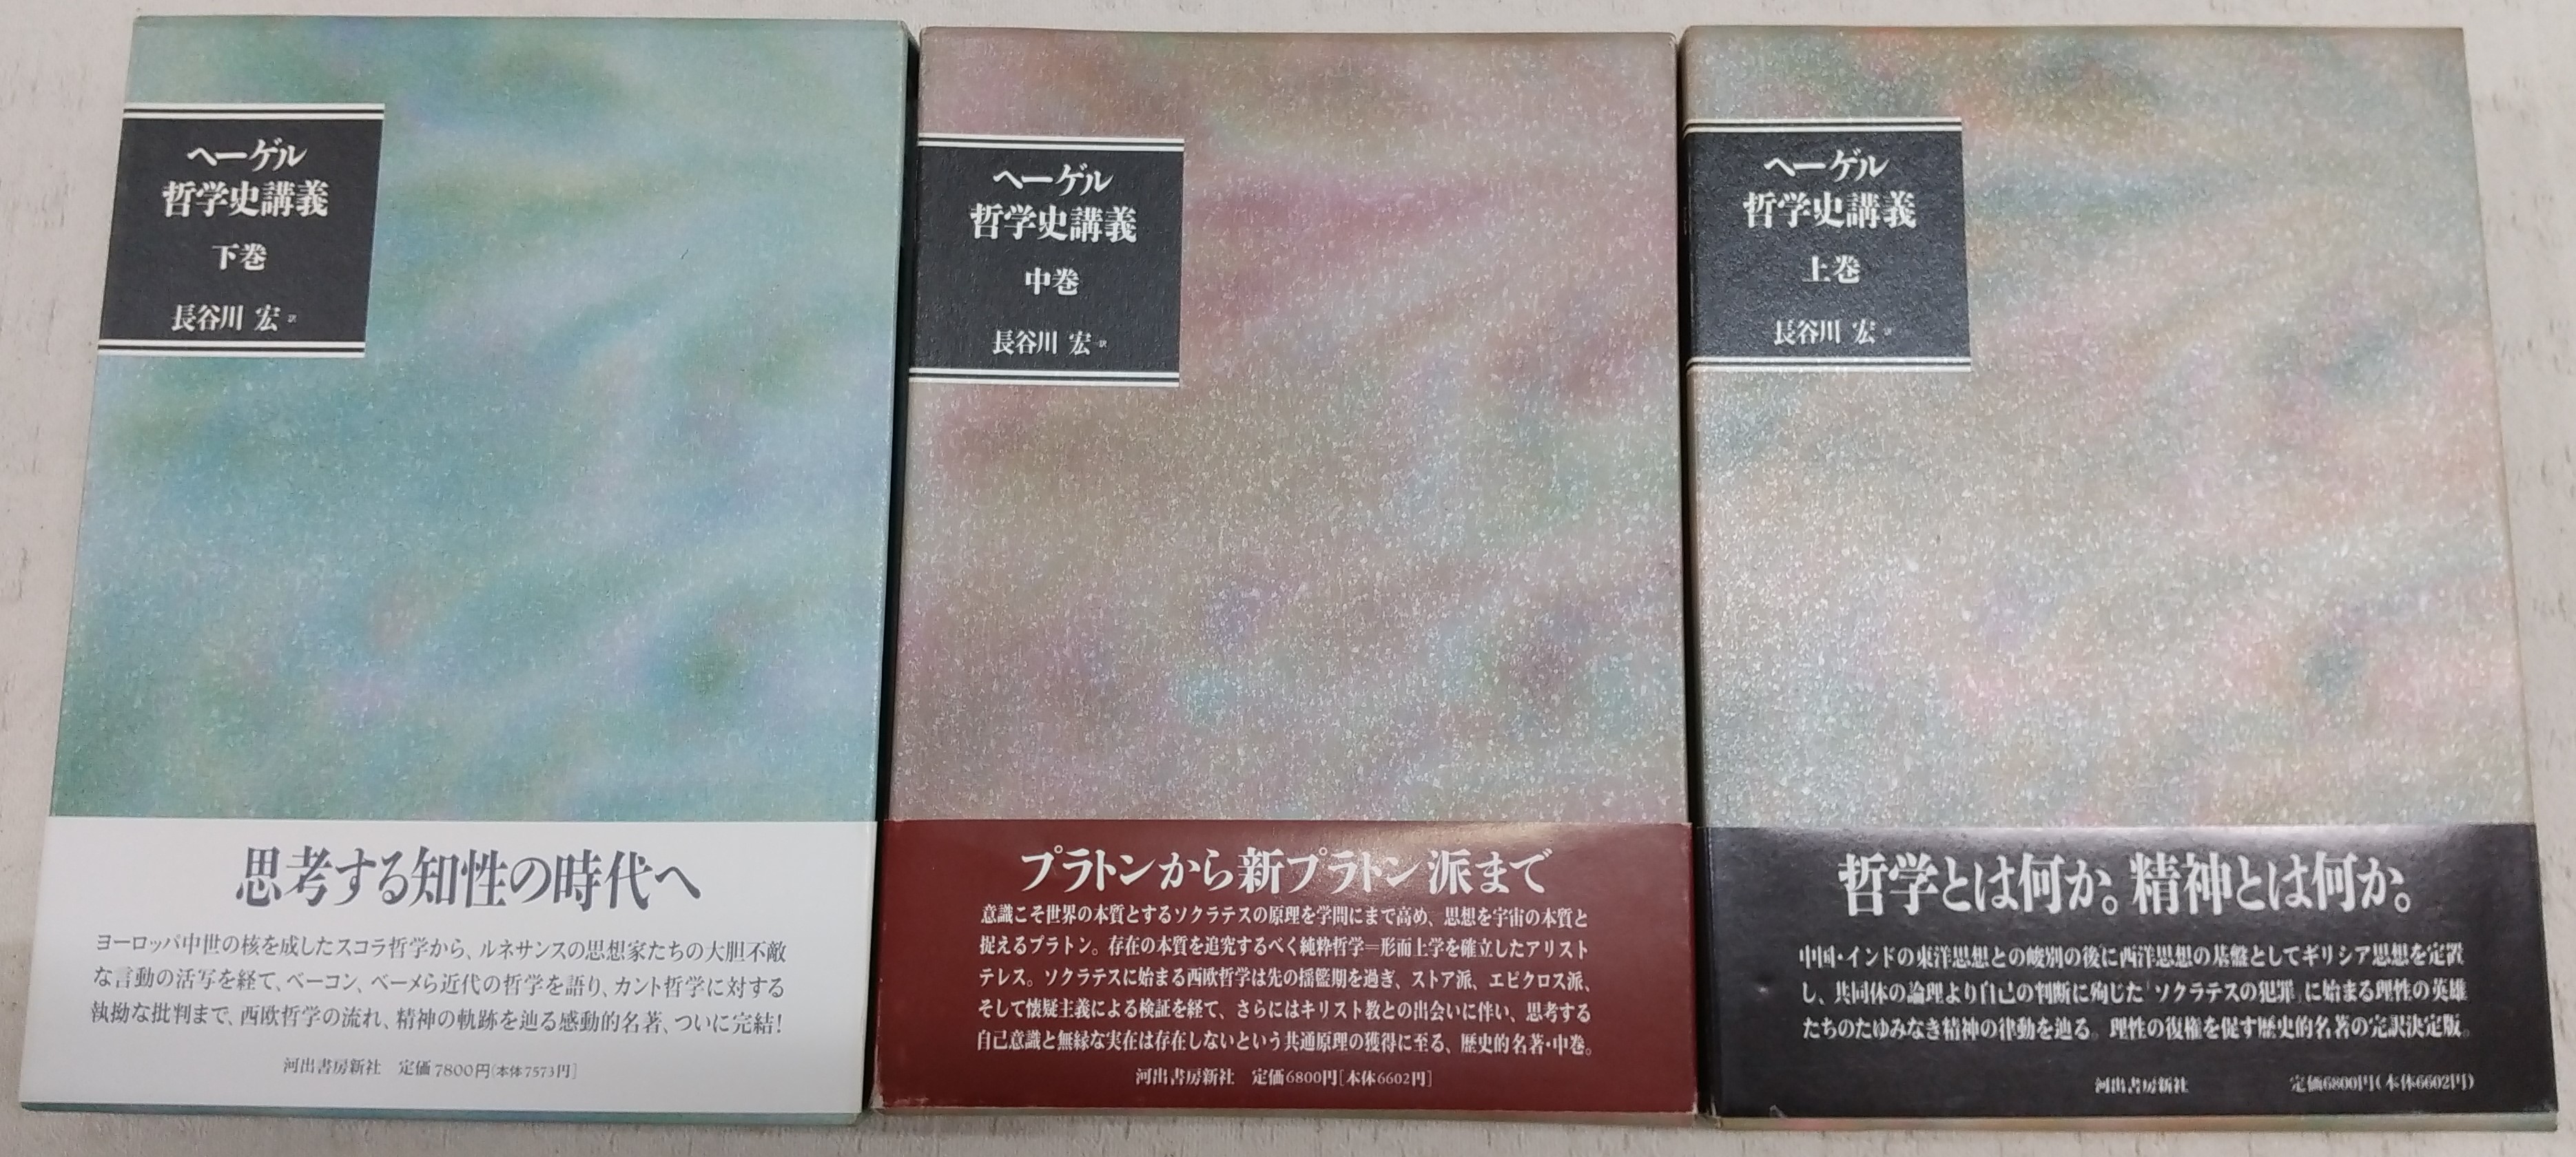 ヘーゲル
哲学史講義
下巻
長谷川 宏 訳
思考する知性の時代へ
ヨーロッパ中世の核を成したスコラ哲学から、ルネサンスの思想家たちの大胆不敵
な言動の活写を経て、ベーコン、ベーメら近代の哲学を語り、カント哲学に対する
執拗な批判まで、西欧哲学の流れ、精神の軌跡を辿る感動的名著、ついに完結!
河出書房新社 定価7800円[本体7573円]
ヘーゲル
哲学史講義
中巻
長谷川 宏 訳
プラトンから新プラトン派まで
意識こそ世界の本質とするソクラテスの原理を学問にまで高め、思想を宇宙の本質と
捉えるプラトン。存在の本質を追究するべく純粋哲学=形而上学を確立したアリスト
テレス。ソクラテスに始まる西欧哲学は先の揺籃期を過ぎ、ストア派、エピクロス派、
そして懐疑主義による検証を経て、さらにはキリスト教との出会いに伴い、思考する
自己意識と無縁な実在は存在しないという共通原理の獲得に至る、歴史的名著・中巻。
河出書房新社 定価6800円[本体6602円]
ヘーゲル
哲学史講義
上巻
長谷川 宏 訳
哲学とは何か。精神とは何か。
中国・インドの東洋思想との峻別の後に西洋思想の基盤としてギリシア思想を定置
し、共同体の論理より自己の判断に殉じた「ソクラテスの犯罪」に始まる理性の英雄
たちのたゆみなき精神の律動を辿る。理性の復権を促す歴史的名著の完訳決定版。
河出書房新社 定価6800円(本体6602円)